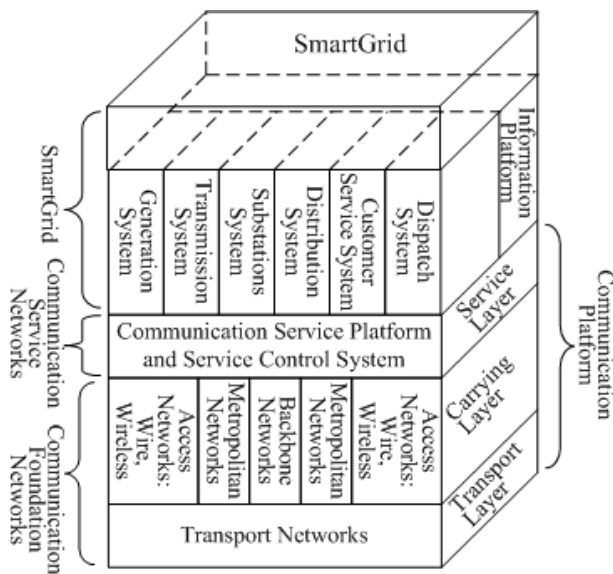 SmartGrid
Information
Platform
SmartGrid
Generation
System
Transmission
System
Substations
System
Distribution
System
Customer
Service System
Dispatch
System
Communication
Service
Networks
Communication Service Platform
and Service Control System
Service
Layer
Communication
Platform
Communication
Foundation
Networks
Access
Networks:
Wire,
Wireless
Metropolitan
Networks
Backbone
Networks
Metropolitan
Networks
Access
Networks:
Wire,
Wireless
Carrying
Layer
Transport Networks
Transport
Layer